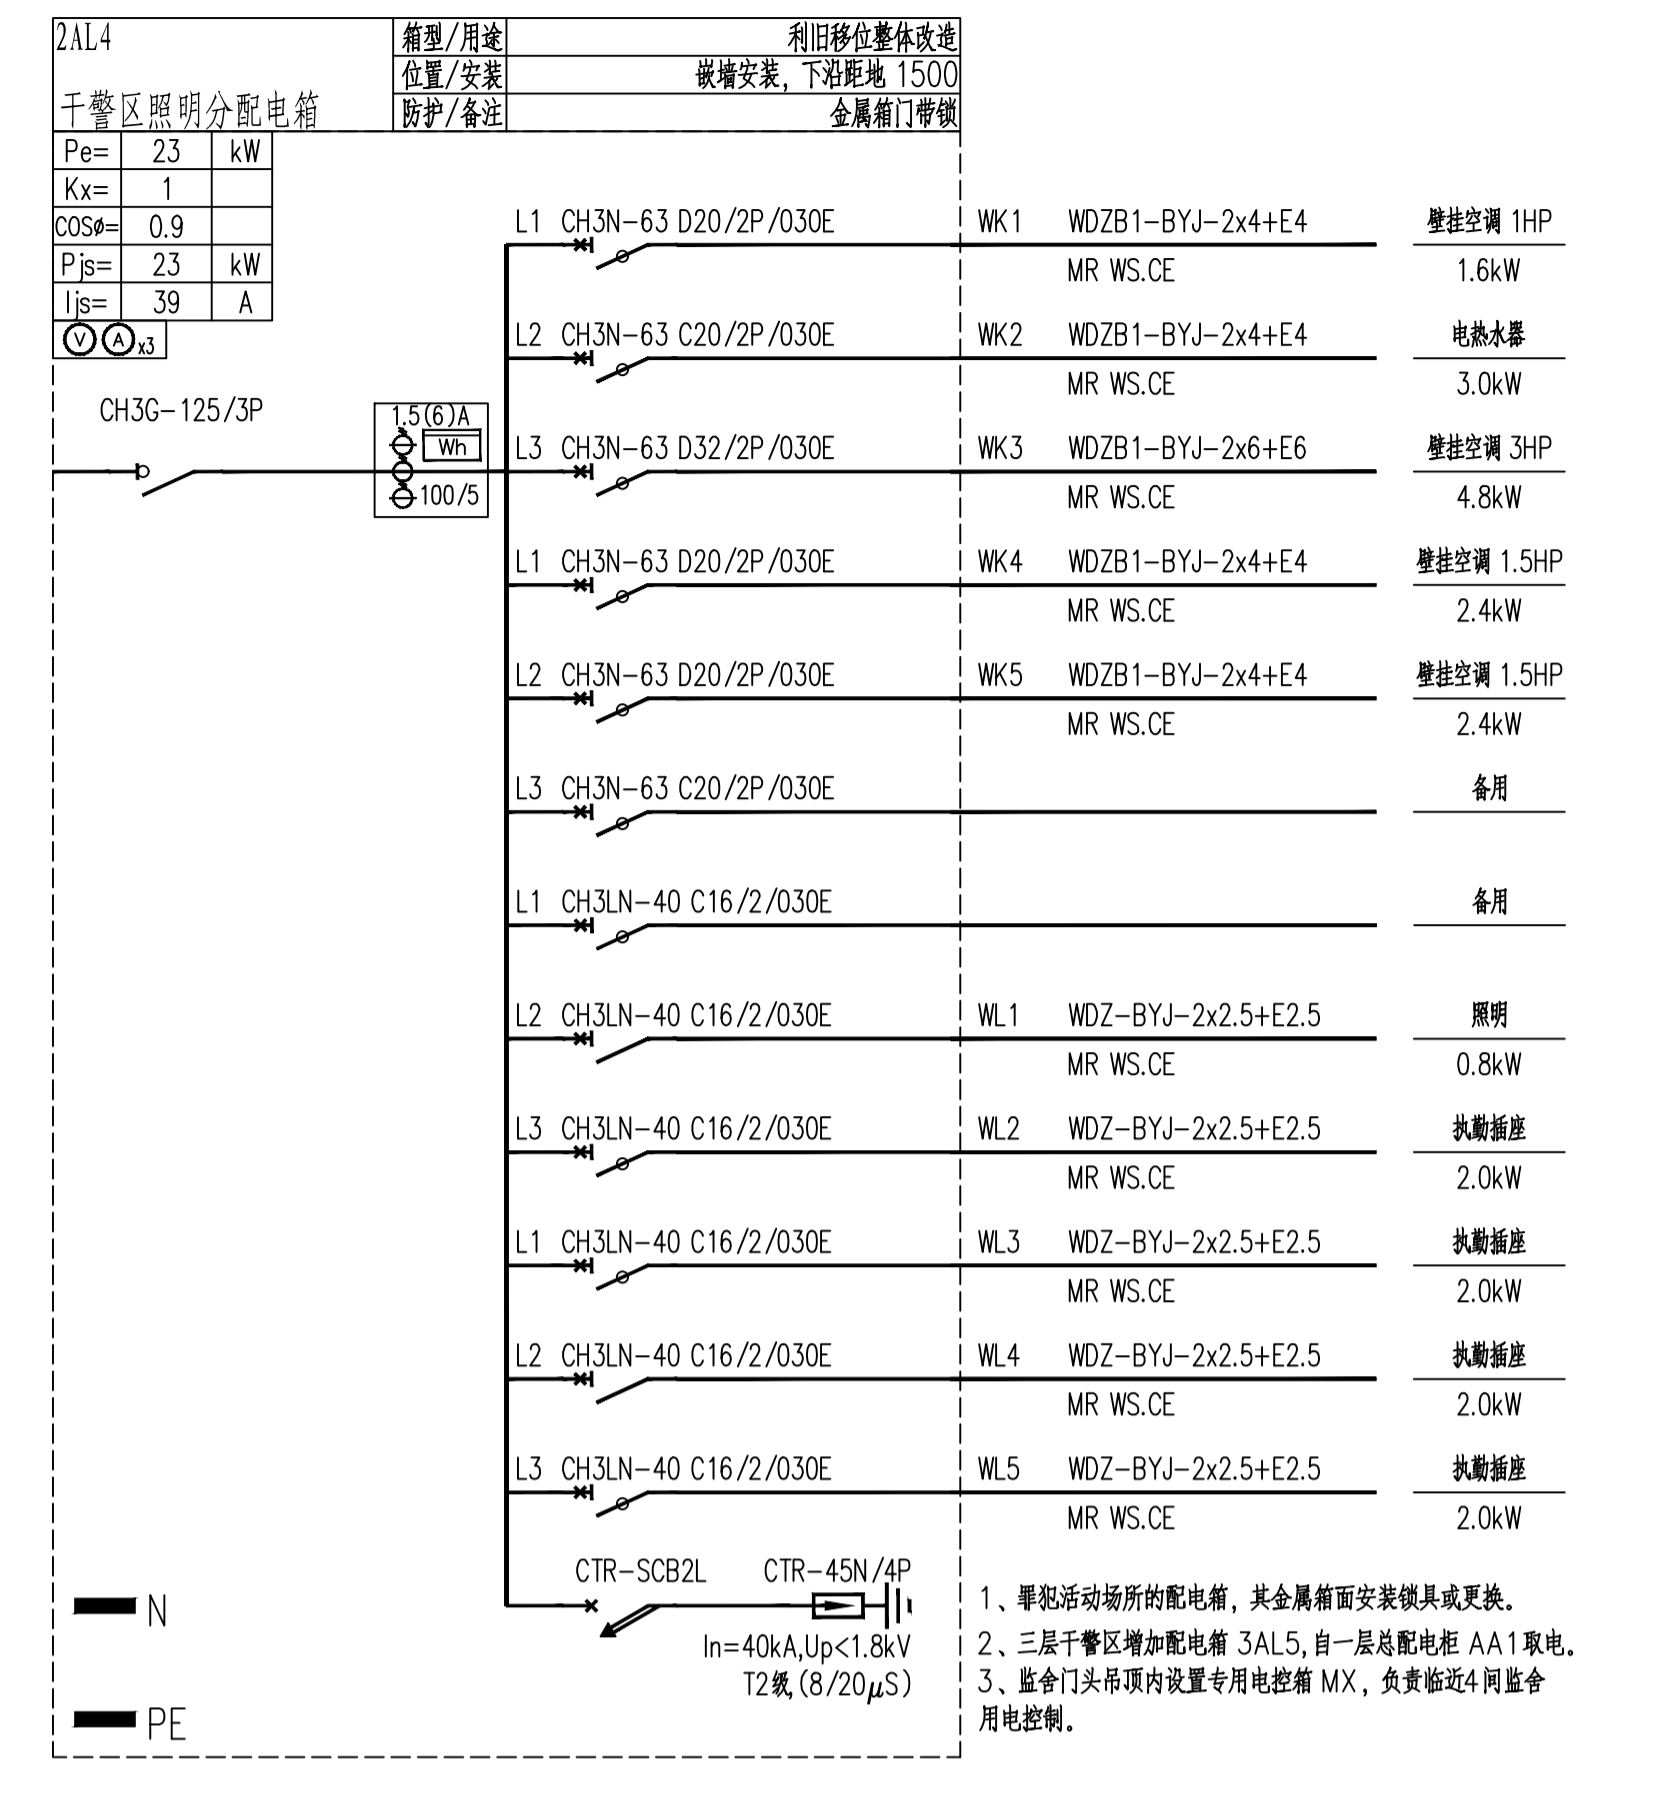 2AL4
干警区照明分配电箱
箱型/用途 利旧移位整体改造
位置/安装 嵌墙安装, 下沿距地 1500
防护/备注 金属箱门带锁
Pe= 23 kW
Kx= 1
COSø= 0.9
Pjs= 23 kW
Ijs= 39 A
V A x3
CH3G-125/3P
1.5(6)A
Wh
100/5
L1 CH3N-63 D20/2P/030E WK1 WDZB1-BYJ-2x4+E4 壁挂空调 1HP
MR WS.CE 1.6kW
L2 CH3N-63 C20/2P/030E WK2 WDZB1-BYJ-2x4+E4 电热水器
MR WS.CE 3.0kW
L3 CH3N-63 D32/2P/030E WK3 WDZB1-BYJ-2x6+E6 壁挂空调 3HP
MR WS.CE 4.8kW
L1 CH3N-63 D20/2P/030E WK4 WDZB1-BYJ-2x4+E4 壁挂空调 1.5HP
MR WS.CE 2.4kW
L2 CH3N-63 D20/2P/030E WK5 WDZB1-BYJ-2x4+E4 壁挂空调 1.5HP
MR WS.CE 2.4kW
L3 CH3N-63 C20/2P/030E 备用
L1 CH3LN-40 C16/2/030E 备用
L2 CH3LN-40 C16/2/030E WL1 WDZ-BYJ-2x2.5+E2.5 照明
MR WS.CE 0.8kW
L3 CH3LN-40 C16/2/030E WL2 WDZ-BYJ-2x2.5+E2.5 执勤插座
MR WS.CE 2.0kW
L1 CH3LN-40 C16/2/030E WL3 WDZ-BYJ-2x2.5+E2.5 执勤插座
MR WS.CE 2.0kW
L2 CH3LN-40 C16/2/030E WL4 WDZ-BYJ-2x2.5+E2.5 执勤插座
MR WS.CE 2.0kW
L3 CH3LN-40 C16/2/030E WL5 WDZ-BYJ-2x2.5+E2.5 执勤插座
MR WS.CE 2.0kW
CTR-SCB2L CTR-45N/4P
In=40kA,Up<1.8kV
T2级,(8/20μS)
N
PE
1、罪犯活动场所的配电箱, 其金属箱面安装锁具或更换。
2、三层干警区增加配电箱 3AL5, 自一层总配电柜 AA1取电。
3、监舍门头吊顶内设置专用电控箱 MX, 负责临近4间监舍
用电控制。